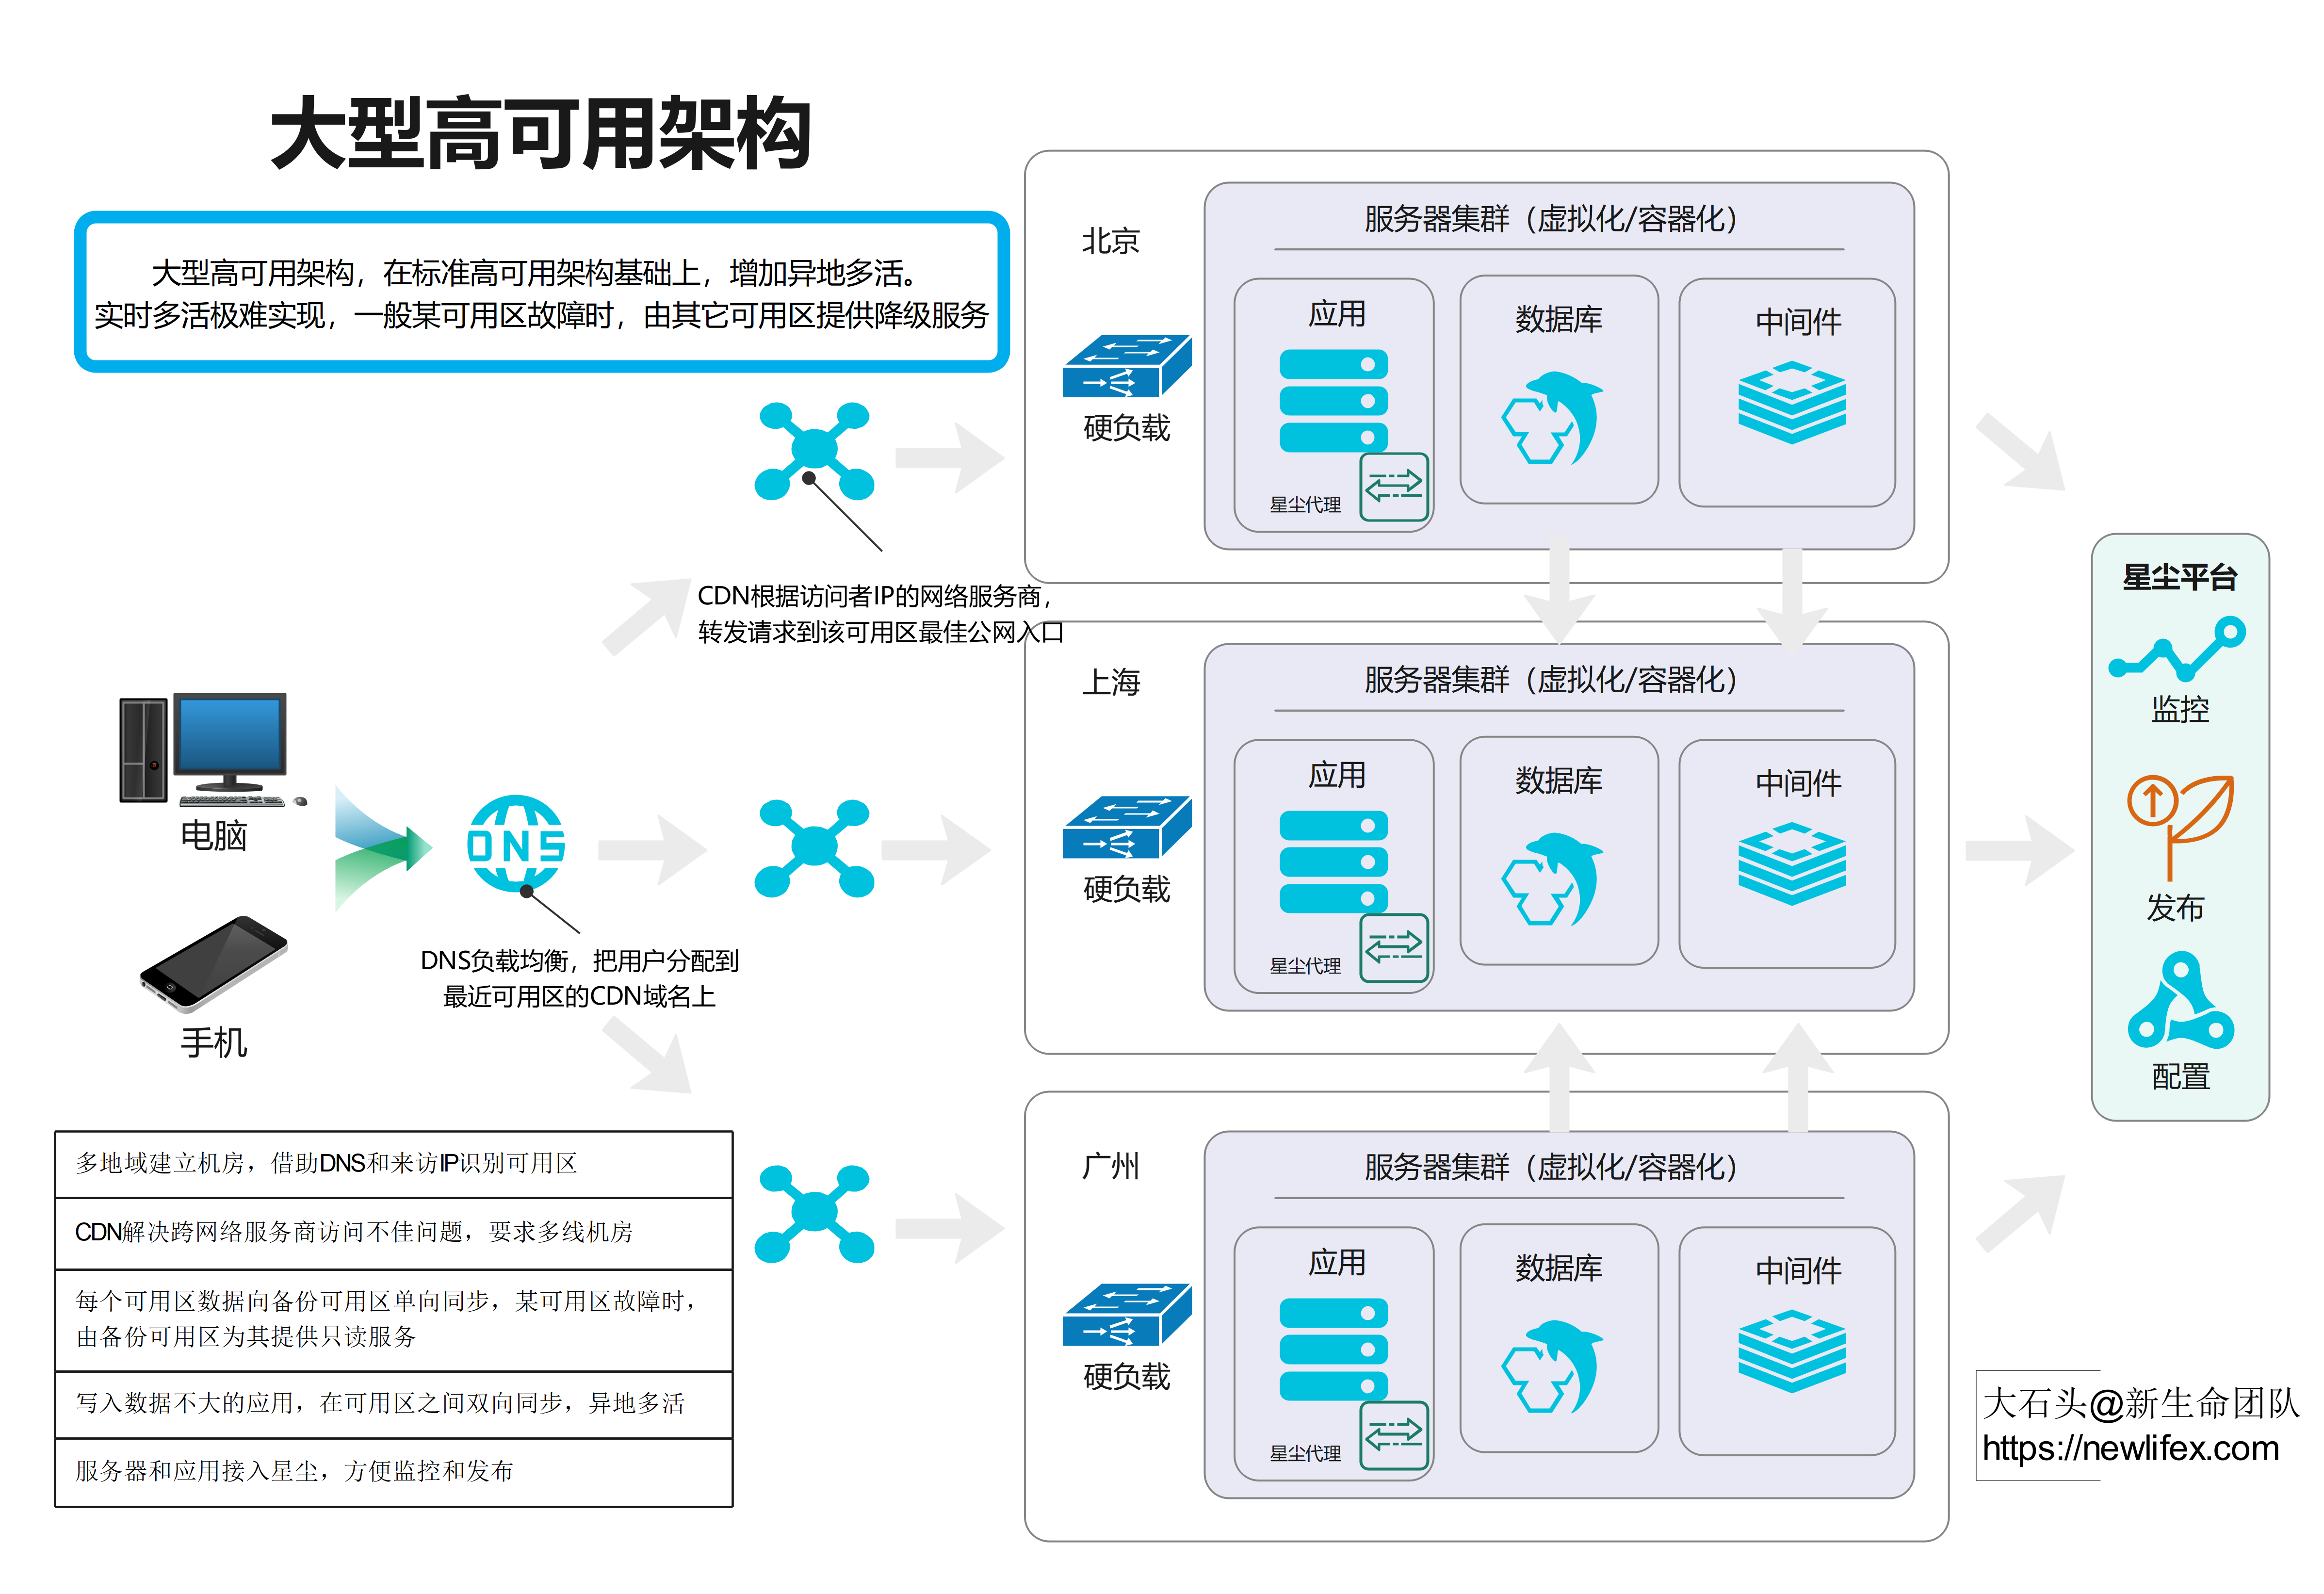 大型高可用架构
大型高可用架构，在标准高可用架构基础上，增加异地多活。
实时多活极难实现，一般某可用区故障时，由其它可用区提供降级服务
CDN根据访问者IP的网络服务商，
转发请求到该可用区最佳公网入口
电脑
手机
DNS
DNS负载均衡，把用户分配到
最近可用区的CDN域名上
多地域建立机房，借助DNS和来访IP识别可用区
CDN解决跨网络服务商访问不佳问题，要求多线机房
每个可用区数据向备份可用区单向同步，某可用区故障时，
由备份可用区为其提供只读服务
写入数据不大的应用，在可用区之间双向同步，异地多活
服务器和应用接入星尘，方便监控和发布
北京
硬负载
服务器集群（虚拟化/容器化）
应用
星尘代理
数据库
中间件
上海
硬负载
服务器集群（虚拟化/容器化）
应用
星尘代理
数据库
中间件
广州
硬负载
服务器集群（虚拟化/容器化）
应用
星尘代理
数据库
中间件
星尘平台
监控
发布
配置
大石头@新生命团队
https://newlifex.com